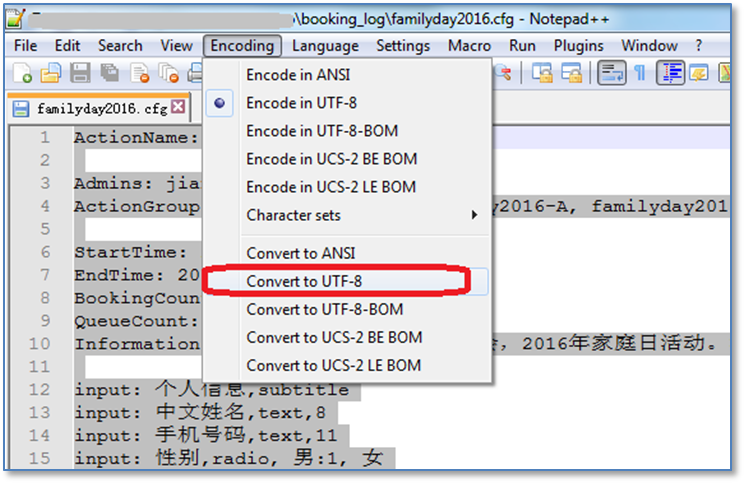 \booking_log\familyday2016.cfg - Notepad++
File Edit Search View Encoding Language Settings Macro Run Plugins Window ?
familyday2016.cfg
Encode in ANSI
Encode in UTF-8
Encode in UTF-8-BOM
Encode in UCS-2 BE BOM
Encode in UCS-2 LE BOM
Character sets
Convert to ANSI
Convert to UTF-8
Convert to UTF-8-BOM
Convert to UCS-2 BE BOM
Convert to UCS-2 LE BOM
1 ActionName:
2
3 Admins: jia
4 ActionGroup y2016-A, familyday201
5
6 StartTime:
7 EndTime: 20
8 BookingCoun
9 QueueCount:
10 Information ,2016年家庭日活动。
11
12 input: 个人信息,subtitle
13 input: 中文姓名,text,8
14 input: 手机号码,text,11
15 input: 性别,radio, 男:1, 女